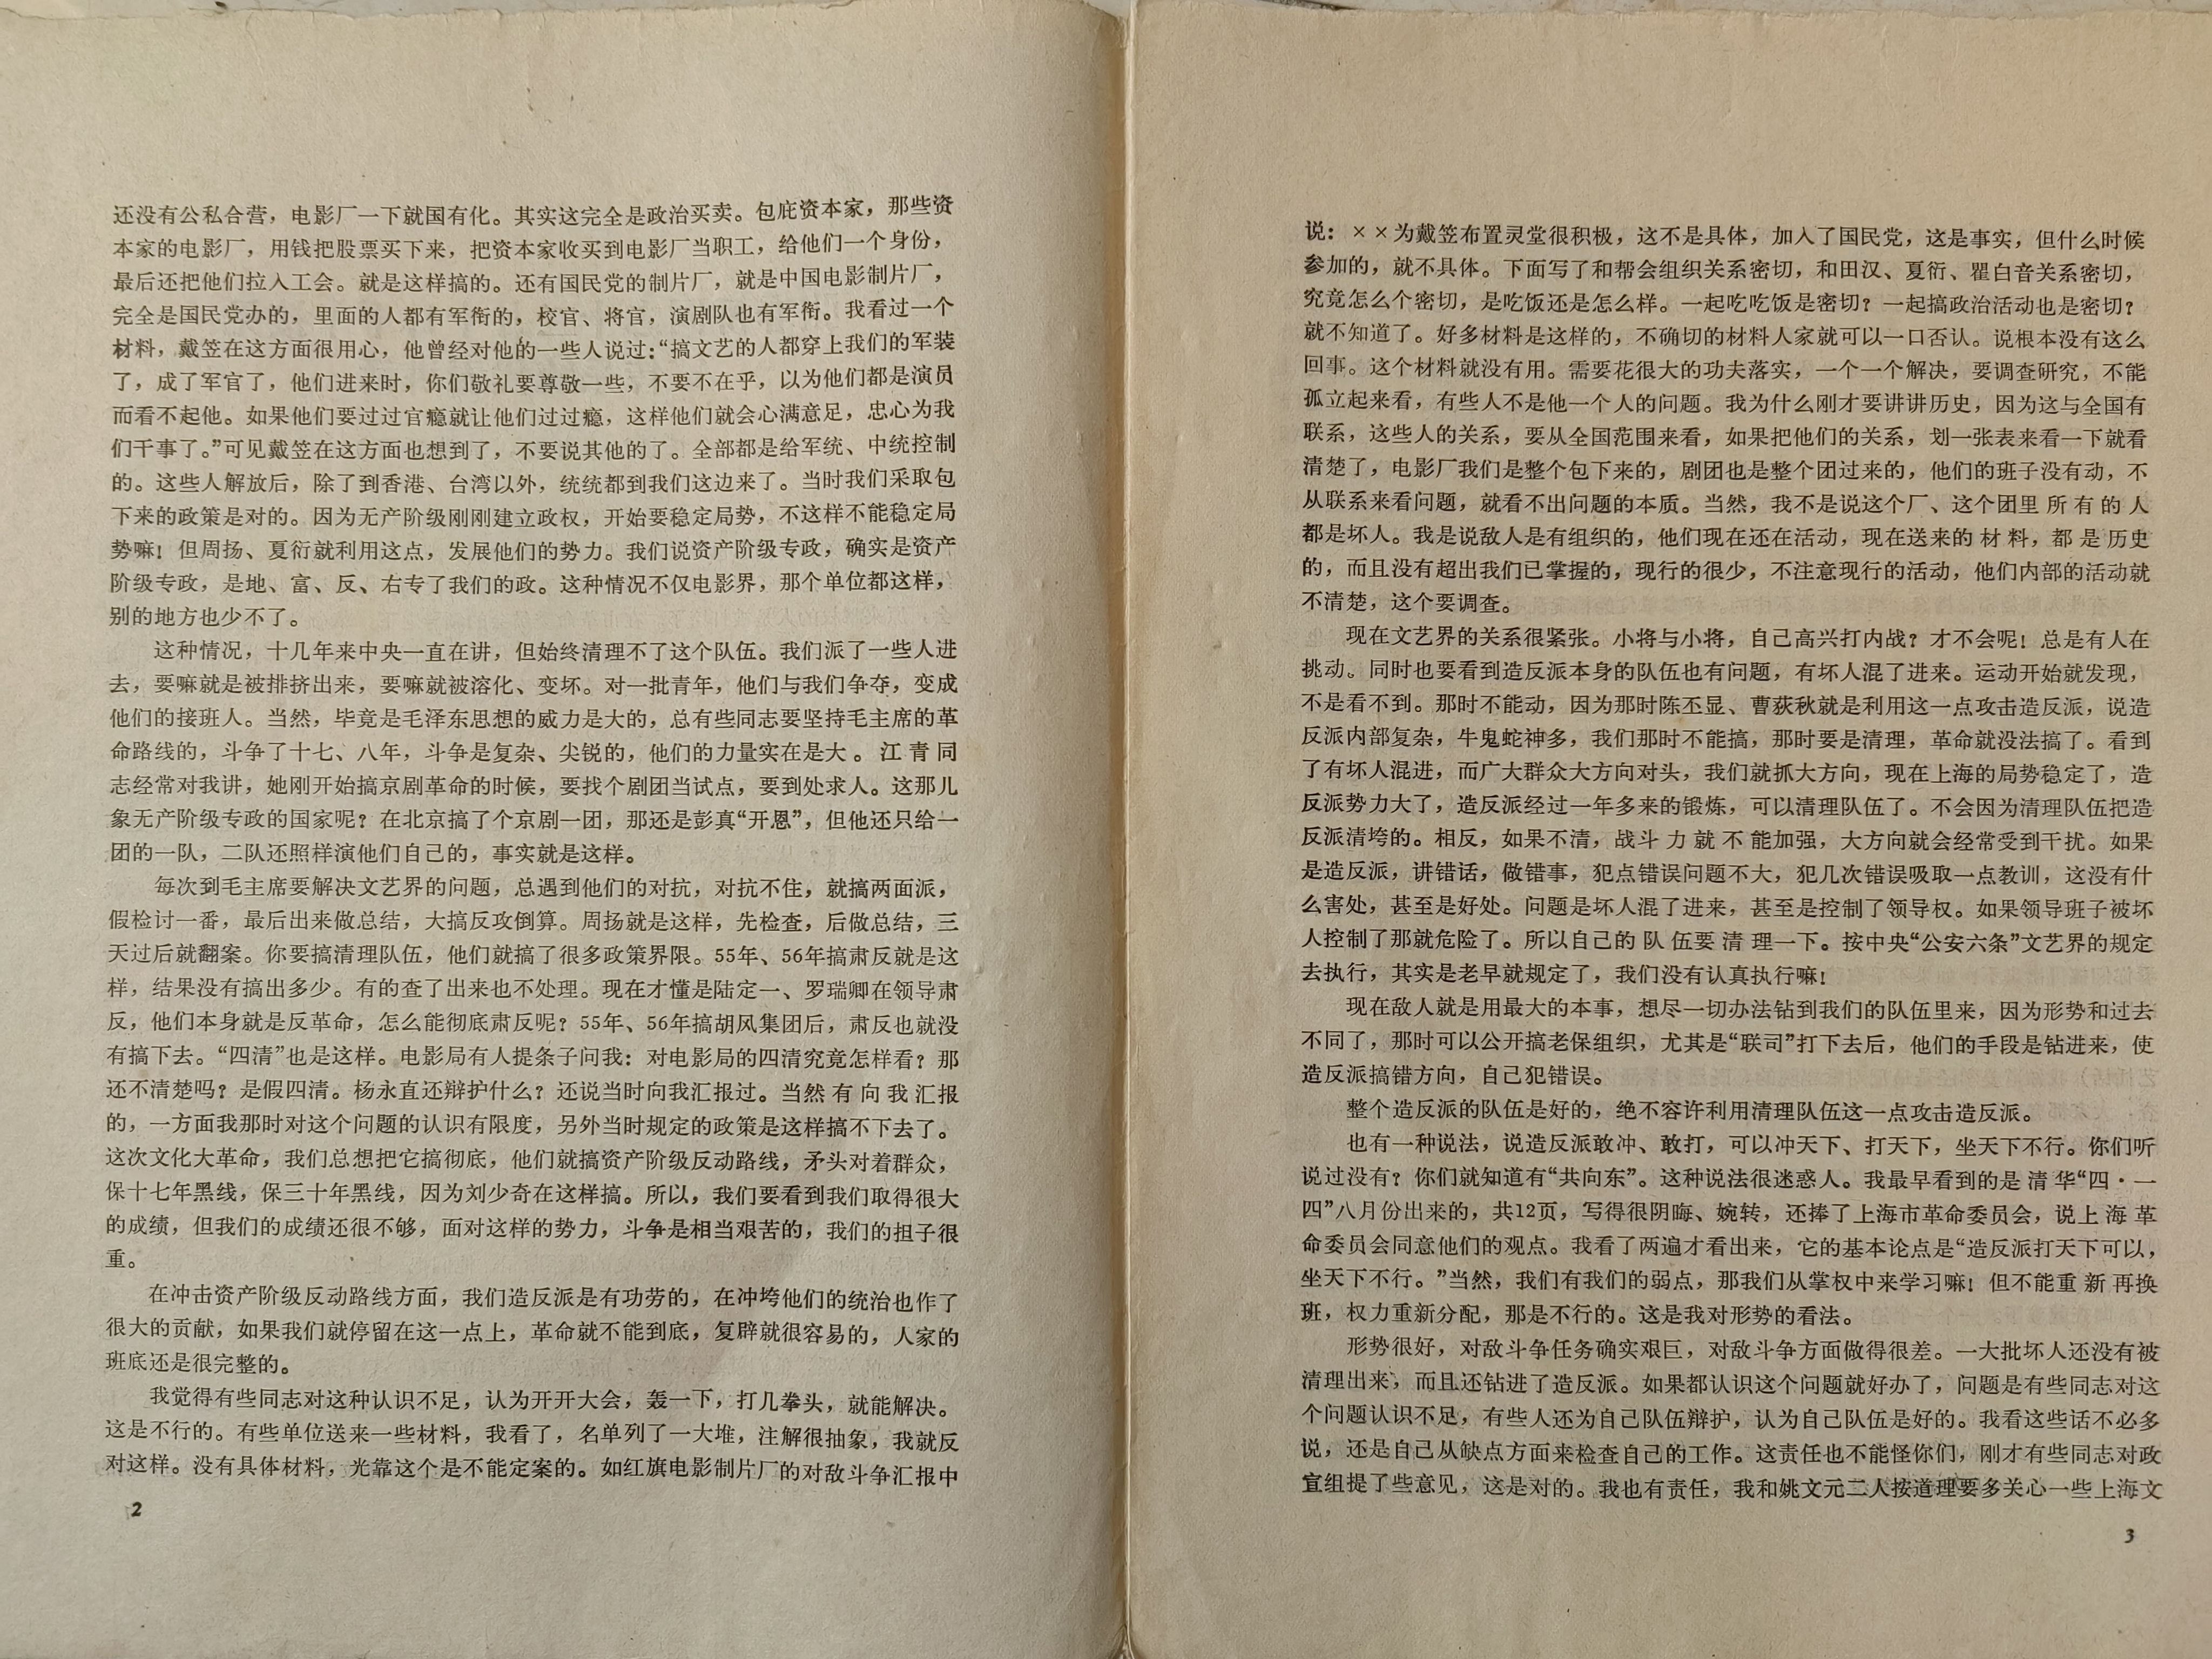 还没有公私合营，电影厂一下就国有化。其实这完全是政治买卖。包庇资本家，那些资
本家的电影厂，用钱把股票买下来，把资本家收买到电影厂当职工，给他们一个身份，
最后还把他们拉入工会。就是这样搞的。还有国民党的制片厂，就是中国电影制片厂，
完全是国民党办的，里面的人都有军衔的，校官、将官，演剧队也有军衔。我看过一个
材料，戴笠在这方面很用心，他曾经对他的一些人说过：“搞文艺的人都穿上我们的军装
了，成了军官了，他们进来时，你们敬礼要尊敬一些，不要不在乎，以为他们都是演员
而看不起他。如果他们要过过官瘾就让他们过过瘾，这样他们就会心满意足，忠心为我
们干事了。”可见戴笠在这方面也想到了，不要说其他的了。全部都是给军统、中统控制
的。这些人解放后，除了到香港、台湾以外，统统都到我们这边来了。当时我们采取包
下来的政策是对的。因为无产阶级刚刚建立政权，开始要稳定局势，不这样不能稳定局
势嘛！但周扬、夏衍就利用这点，发展他们的势力。我们说资产阶级专政，确实是资产
阶级专政，是地、富、反、右专了我们的政。这种情况不仅电影界，那个单位都这样，
别的地方也少不了。
这种情况，十几年来中央一直在讲，但始终清理不了这个队伍。我们派了一些人进
去，要嘛就是被排挤出来，要嘛就被溶化、变坏。对一批青年，他们与我们争夺，变成
他们的接班人。当然，毕竟是毛泽东思想的威力是大的，总有些同志要坚持毛主席的革
命路线的，斗争了十七、八年，斗争是复杂、尖锐的，他们的力量实在是大。江青同
志经常对我讲，她刚开始搞京剧革命的时候，要找个剧团当试点，要到处求人。这那儿
象无产阶级专政的国家呢？在北京搞了个京剧一团，那还是彭真“开恩”，但他还只给一
团的一队，二队还照样演他们自己的，事实就是这样。
每次到毛主席要解决文艺界的问题，总遇到他们的对抗，对抗不住，就搞两面派，
假检讨一番，最后出来做总结，大搞反攻倒算。周扬就是这样，先检查，后做总结，三
天过后就翻案。你要搞清理队伍，他们就搞了很多政策界限。55年、56年搞肃反就是这
样，结果没有搞出多少。有的查了出来也不处理。现在才懂是陆定一、罗瑞卿在领导肃
反，他们本身就是反革命，怎么能彻底肃反呢？55年、56年搞胡风集团后，肃反也就没
有搞下去。“四清”也是这样。电影局有人提条子问我：对电影局的四清究竟怎样看？那
还不清楚吗？是假四清。杨永直还辩护什么？还说当时向我汇报过。当然有向我汇报
的，一方面我那时对这个问题的认识有限度，另外当时规定的政策是这样搞不下去了。
这次文化大革命，我们总想把它搞彻底，他们就搞资产阶级反动路线，矛头对着群众，
保十七年黑线，保三十年黑线，因为刘少奇在这样搞。所以，我们要看到我们取得很大
的成绩，但我们的成绩还很不够，面对这样的势力，斗争是相当艰苦的，我们的担子很
重。
在冲击资产阶级反动路线方面，我们造反派是有功劳的，在冲垮他们的统治也作了
很大的贡献，如果我们就停留在这一点上，革命就不能到底，复辟就很容易的，人家的
班底还是很完整的。
我觉得有些同志对这种认识不足，认为开开大会，轰一下，打几拳头，就能解决。
这是不行的。有些单位送来一些材料，我看了，名单列了一大堆，注解很抽象，我就反
对这样。没有具体材料，光靠这个是不能定案的。如红旗电影制片厂的对敌斗争汇报中
2
说：××为戴笠布置灵堂很积极，这不是具体，加入了国民党，这是事实，但什么时候
参加的，就不具体。下面写了和帮会组织关系密切，和田汉、夏衍、瞿白音关系密切，
究竟怎么个密切，是吃饭还是怎么样。一起吃吃饭是密切？一起搞政治活动也是密切？
就不知道了。好多材料是这样的，不确切的材料人家就可以一口否认。说根本没有这么
回事。这个材料就没有用。需要花很大的功夫落实，一个一个解决，要调查研究，不能
孤立起来看，有些人不是他一个人的问题。我为什么刚才要讲讲历史，因为这与全国有
联系，这些人的关系，要从全国范围来看，如果把他们的关系，划一张表来看一下就看
清楚了，电影厂我们是整个包下来的，剧团也是整个团过来的，他们的班子没有动，不
从联系来看问题，就看不出问题的本质。当然，我不是说这个厂、这个团里所有的人
都是坏人。我是说敌人是有组织的，他们现在还在活动，现在送来的材料，都是历史
的，而且没有超出我们已掌握的，现行的很少，不注意现行的活动，他们内部的活动就
不清楚，这个要调查。
现在文艺界的关系很紧张。小将与小将，自己高兴打内战？才不会呢！总是有人在
挑动。同时也要看到造反派本身的队伍也有问题，有坏人混了进来。运动开始就发现，
不是看不到。那时不能动，因为那时陈丕显、曹荻秋就是利用这一点攻击造反派，说造
反派内部复杂，牛鬼蛇神多，我们那时不能搞，那时要是清理，革命就没法搞了。看到
了有坏人混进，而广大群众大方向对头，我们就抓大方向，现在上海的局势稳定了，造
反派势力大了，造反派经过一年多来的锻炼，可以清理队伍了。不会因为清理队伍把造
反派清垮的。相反，如果不清，战斗力就不能加强，大方向就会经常受到干扰。如果
是造反派，讲错话，做错事，犯点错误问题不大，犯几次错误吸取一点教训，这没有什
么害处，甚至是好处。问题是坏人混了进来，甚至是控制了领导权。如果领导班子被坏
人控制了那就危险了。所以自己的队伍要清理一下。按中央“公安六条”文艺界的规定
去执行，其实是老早就规定了，我们没有认真执行嘛！
现在敌人就是用最大的本事，想尽一切办法钻到我们的队伍里来，因为形势和过去
不同了，那时可以公开搞老保组织，尤其是“联司”打下去后，他们的手段是钻进来，使
造反派搞错方向，自己犯错误。
整个造反派的队伍是好的，绝不容许利用清理队伍这一点攻击造反派。
也有一种说法，说造反派敢冲、敢打，可以冲天下、打天下，坐天下不行。你们听
说过没有？你们就知道有“共向东”。这种说法很迷惑人。我最早看到的是清华“四·一
四”八月份出来的，共12页，写得很阴晦、婉转，还捧了上海市革命委员会，说上海革
命委员会同意他们的观点。我看了两遍才看出来，它的基本论点是“造反派打天下可以，
坐天下不行。”当然，我们有我们的弱点，那我们从掌权中来学习嘛！但不能重新再换
班，权力重新分配，那是不行的。这是我对形势的看法。
形势很好，对敌斗争任务确实艰巨，对敌斗争方面做得很差。一大批坏人还没有被
清理出来，而且还钻进了造反派。如果都认识这个问题就好办了，问题是有些同志对这
个问题认识不足，有些人还为自己队伍辩护，认为自己队伍是好的。我看这些话不必多
说，还是自己从缺点方面来检查自己的工作。这责任也不能怪你们，刚才有些同志对政
宣组提了些意见，这是对的。我也有责任，我和姚文元二人按道理要多关心一些上海文
3